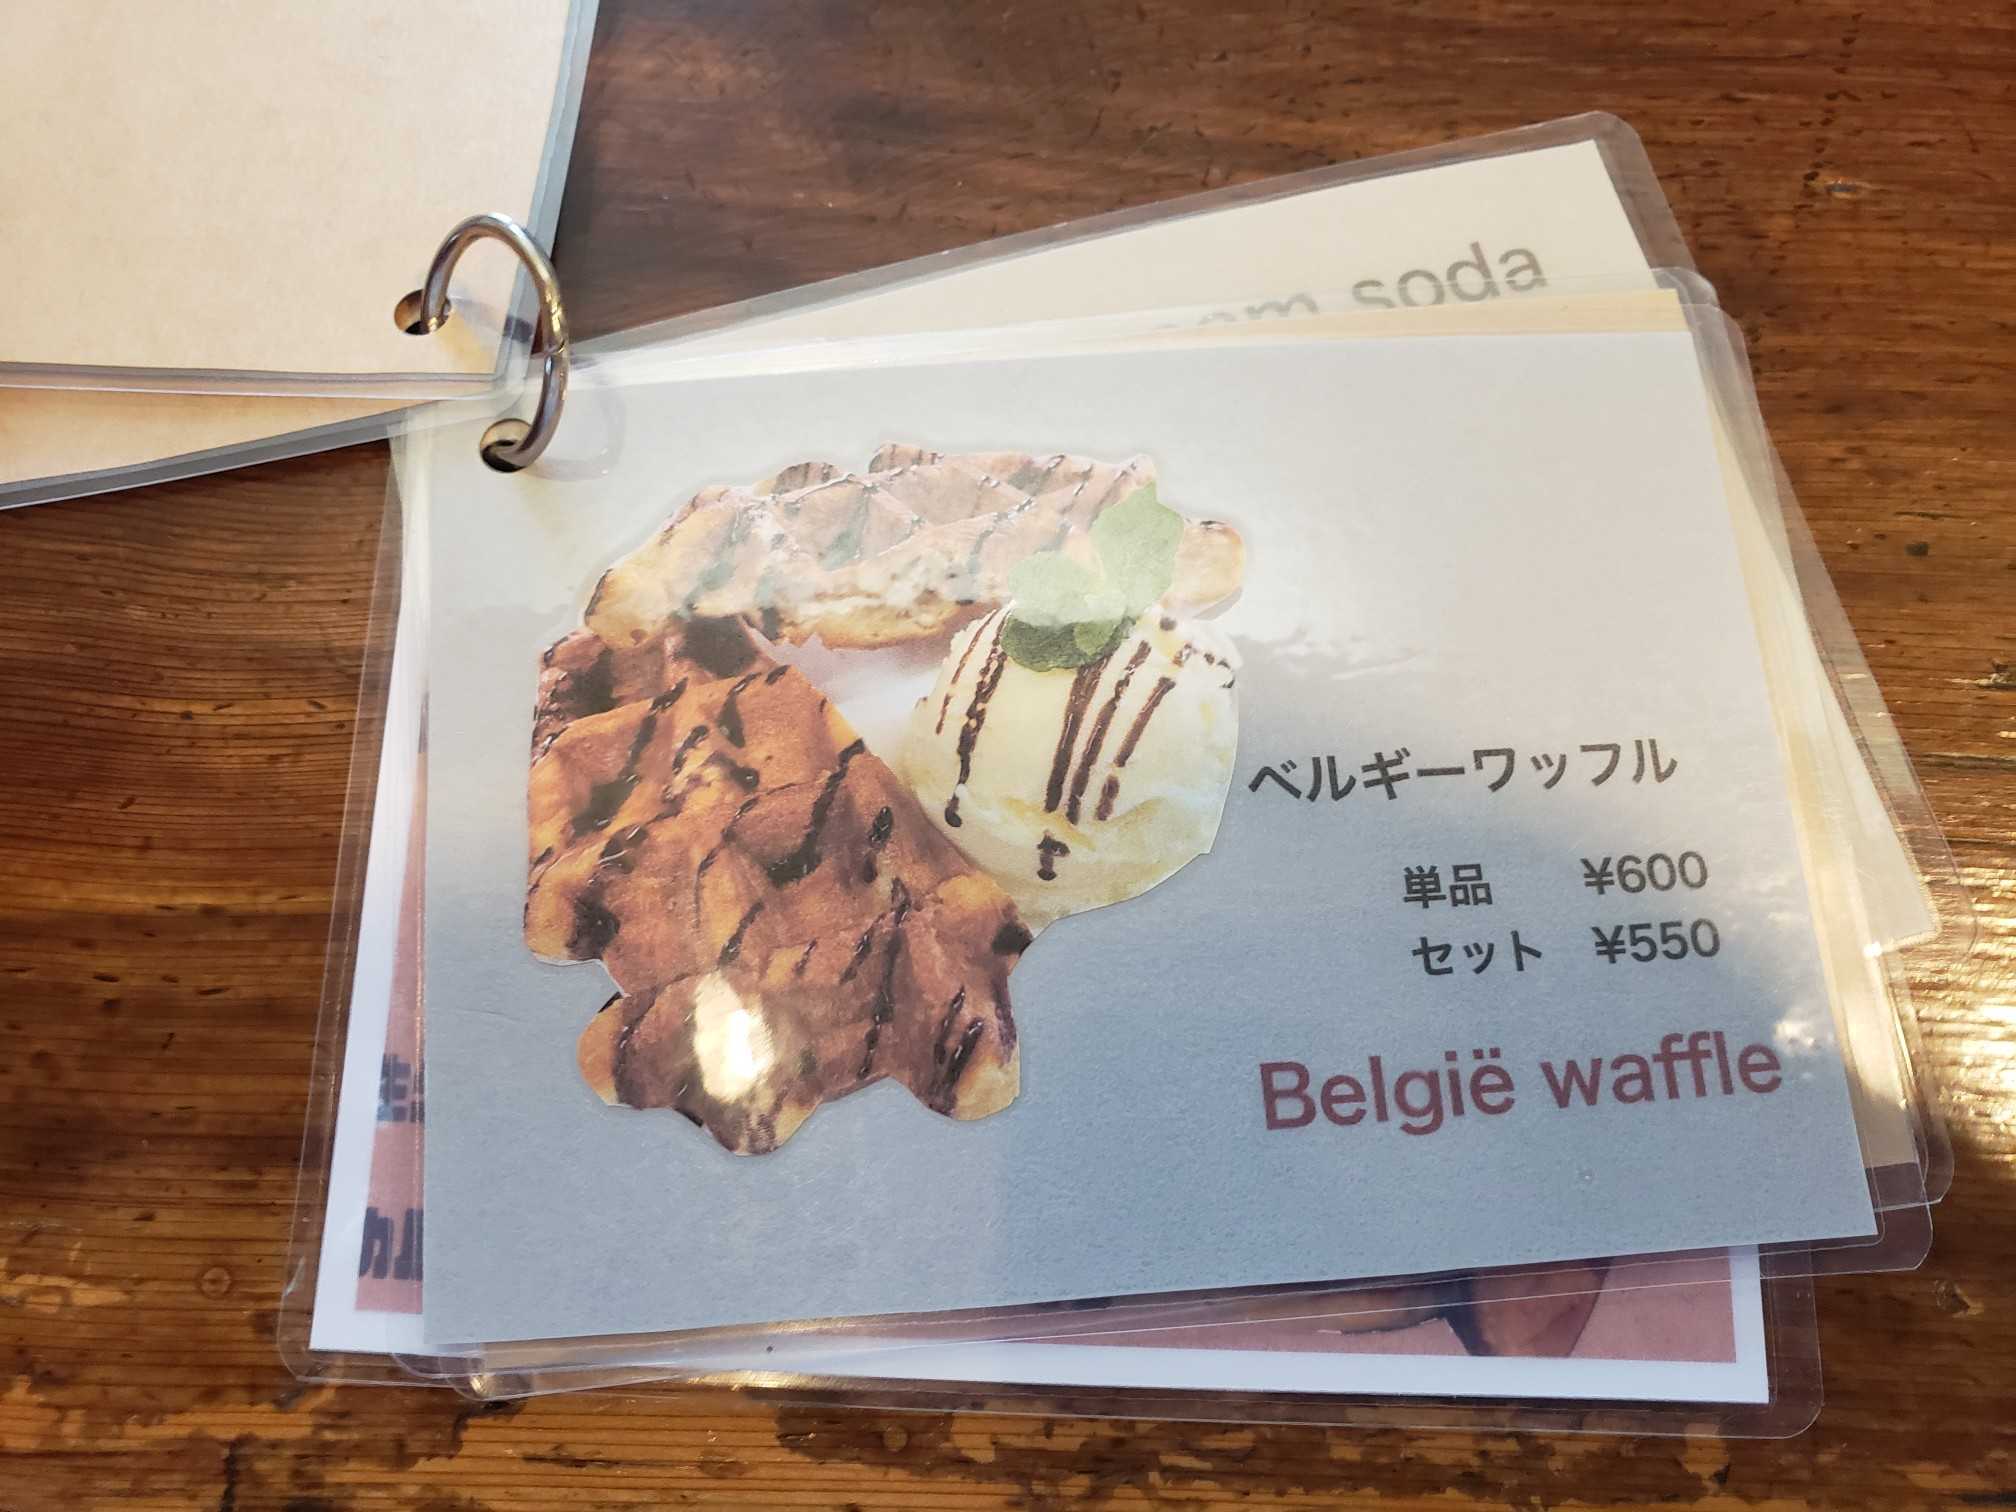 soda
ベルギーワッフル
単品 ¥600
セット ¥550
België waffle